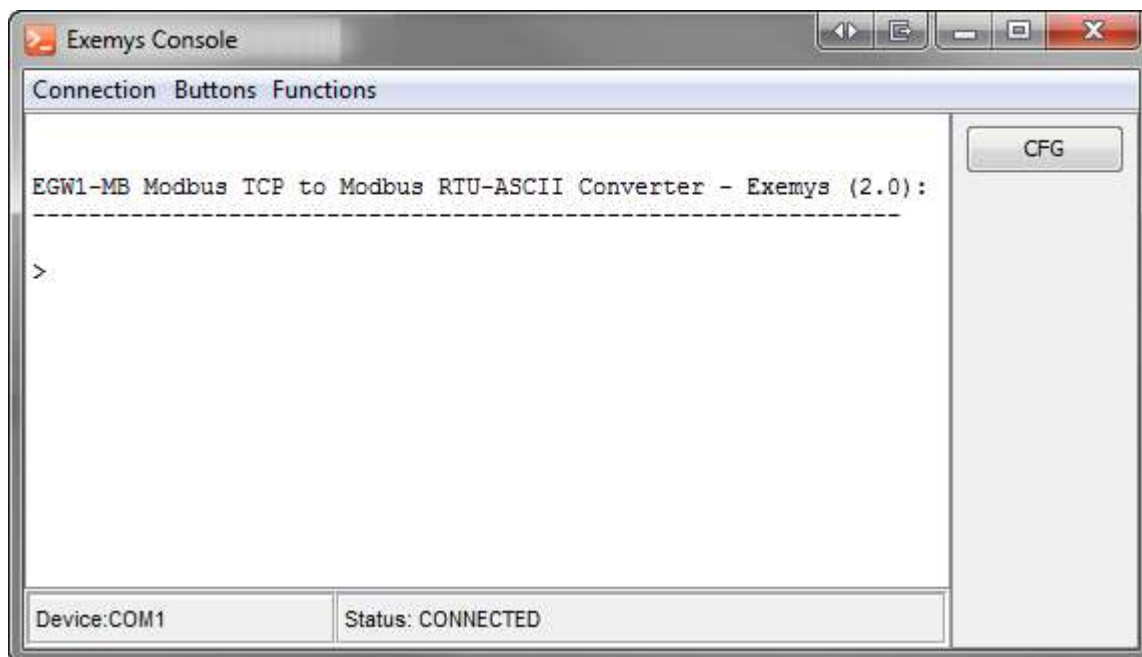 Exemys Console
Connection Buttons Functions
CFG
EGW1-MB Modbus TCP to Modbus RTU-ASCII Converter - Exemys (2.0):
--------------------------------------------------------------
>
Device:COM1
Status: CONNECTED